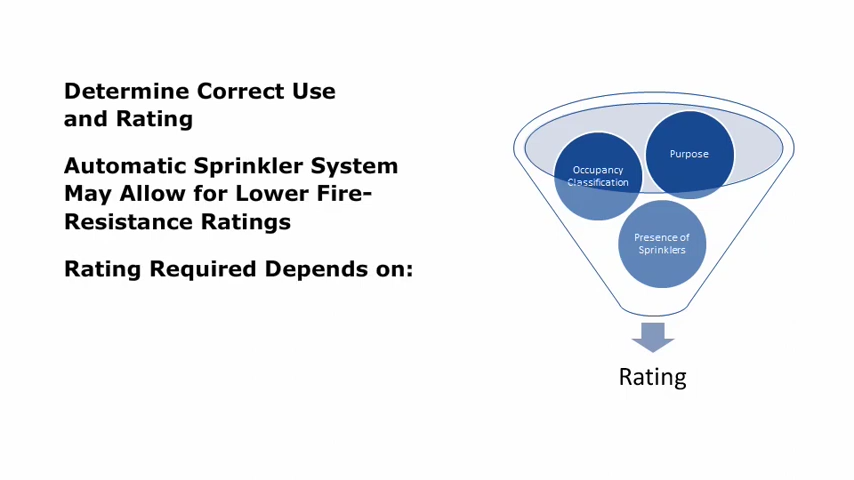 Determine Correct Use
and Rating
Automatic Sprinkler System
May Allow for Lower Fire-
Resistance Ratings
Rating Required Depends on:
Purpose
Occupancy
Classification
Presence of
Sprinklers
Rating